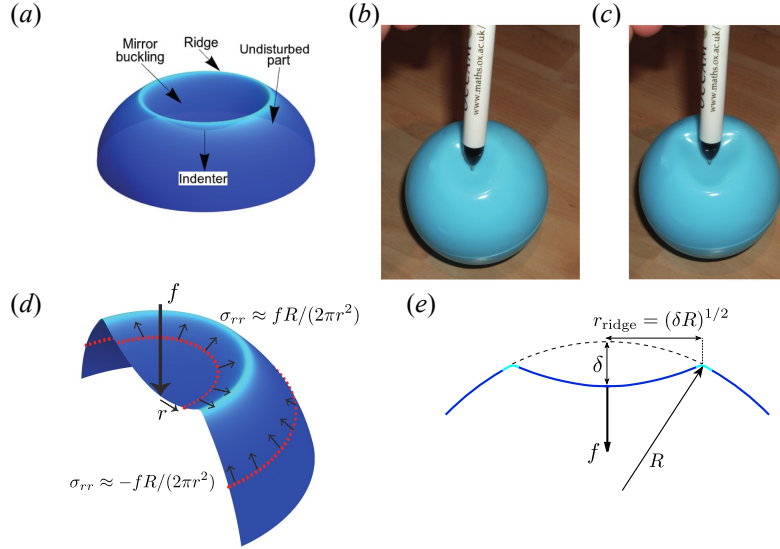 (a)
Mirror
buckling
Ridge
Undisturbed
part
Indenter
(b)
www.maths.ox.ac.uk/
(c)
www.maths.ox.ac.uk/
(d)
f
σrr ≈ fR/(2πr²)
r
σrr ≈ −fR/(2πr²)
(e)
r_ridge = (δR)^1/2
δ
f
R